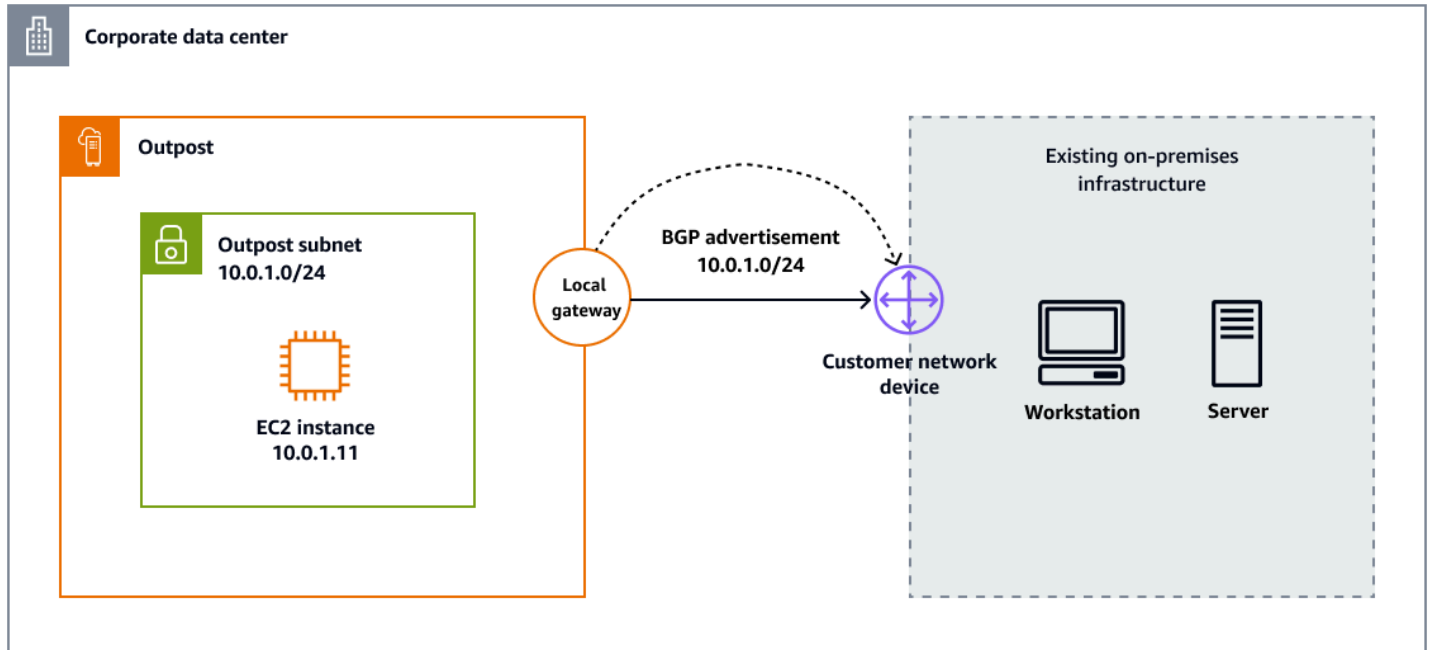 Corporate data center
Outpost
Outpost subnet
10.0.1.0/24
EC2 instance
10.0.1.11
Local
gateway
BGP advertisement
10.0.1.0/24
Customer network
device
Existing on-premises
infrastructure
Workstation
Server